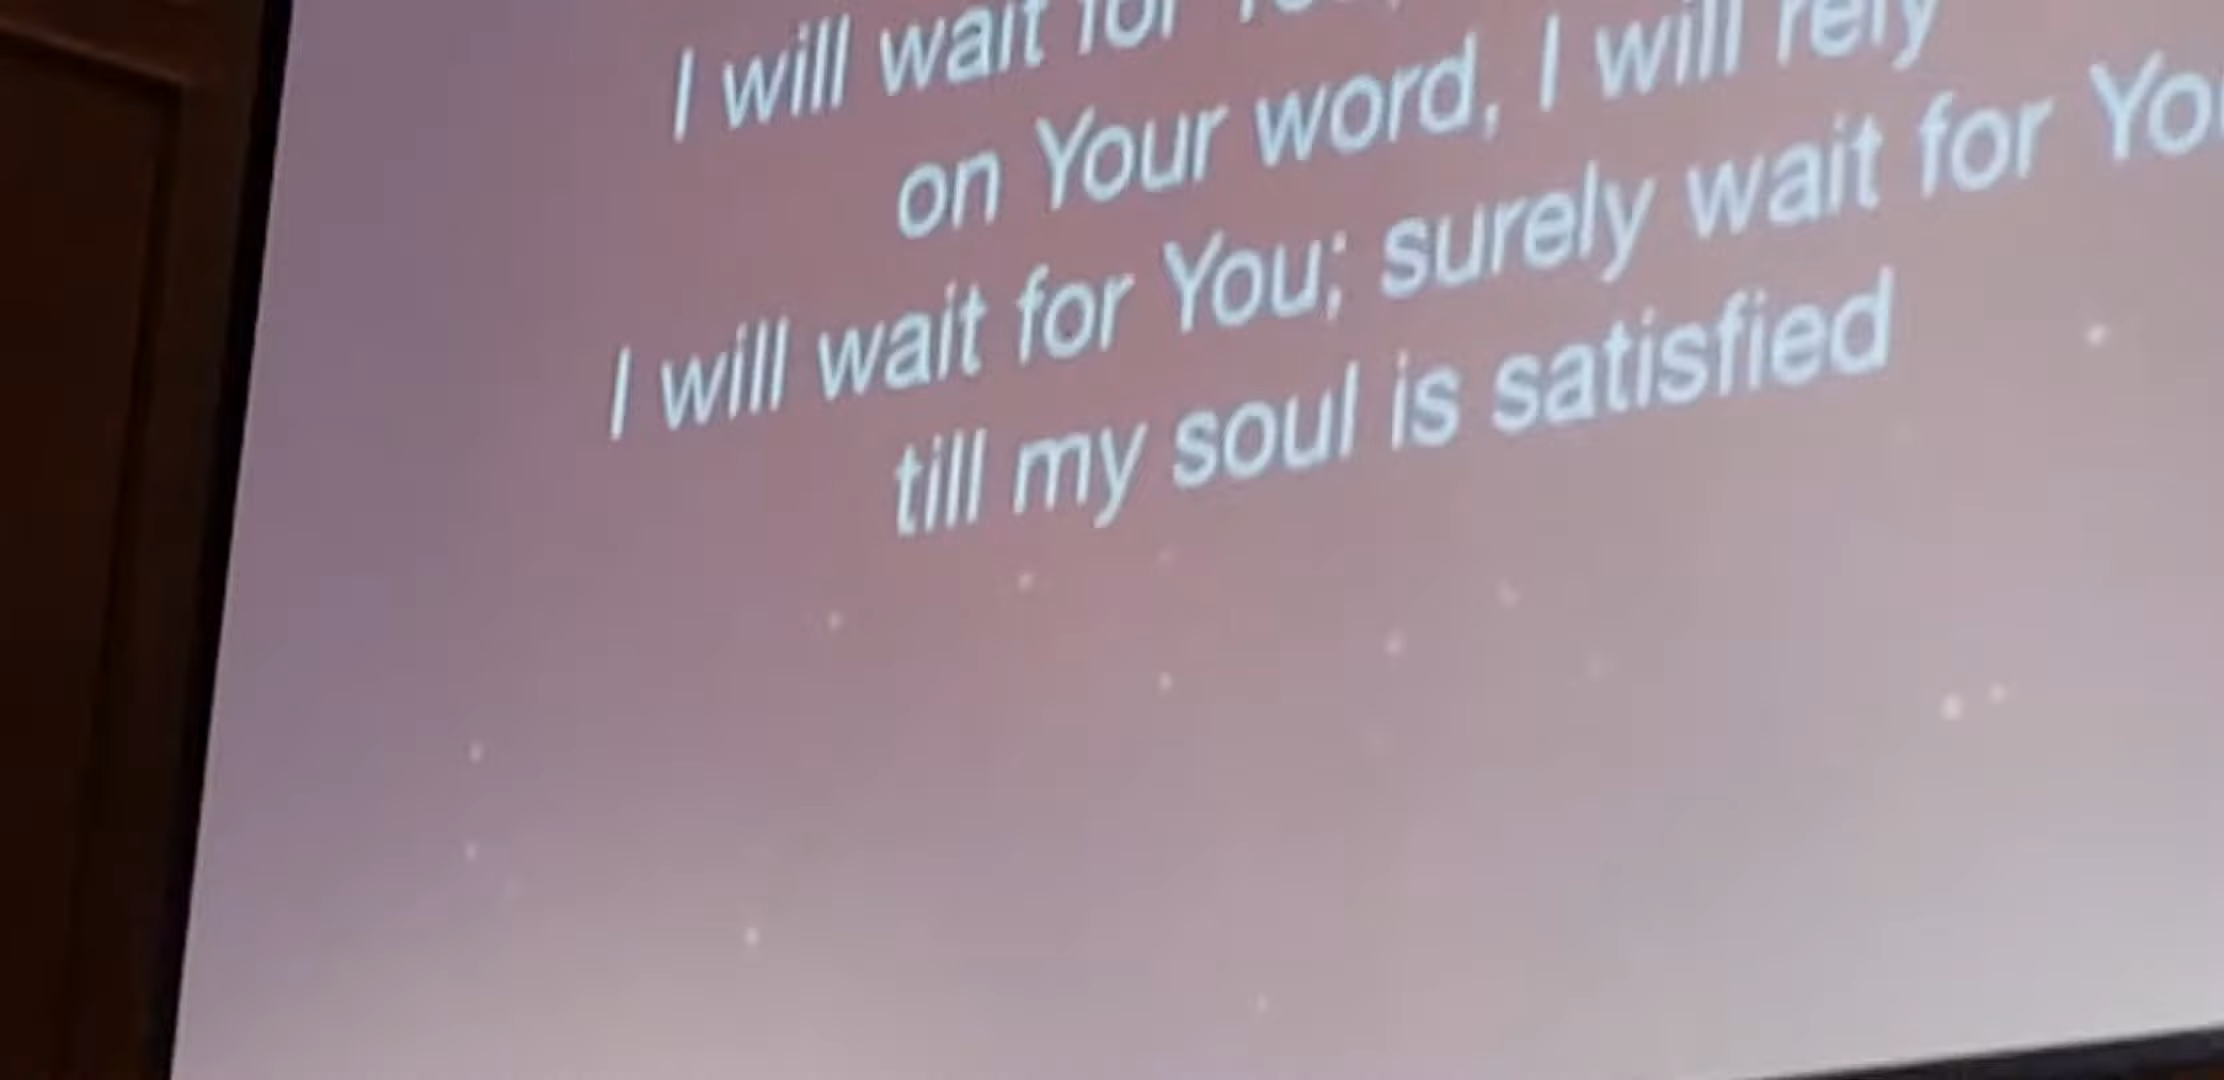 I will wait for
on Your word, I will rely
I will wait for You; surely wait for
till my soul is satisfied